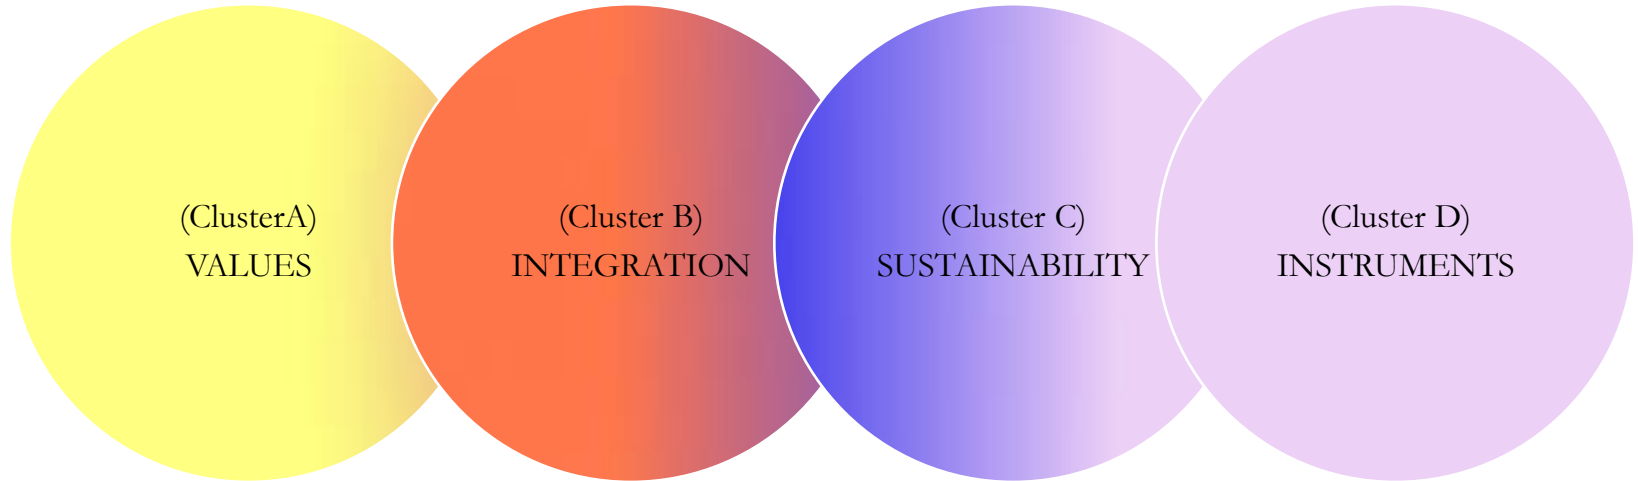 (ClusterA)
VALUES
(Cluster B)
INTEGRATION
(Cluster C)
SUSTAINABILITY
(Cluster D)
INSTRUMENTS